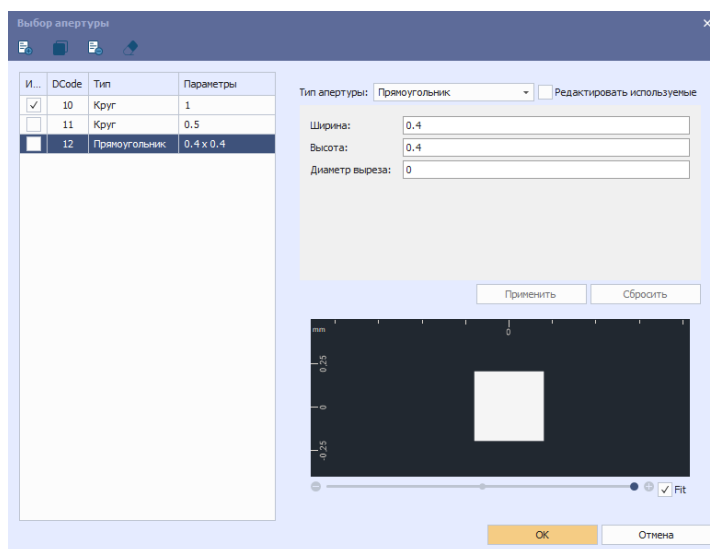 Выбор апертуры
И... DCode Тип Параметры
10 Круг 1
11 Круг 0.5
12 Прямоугольник 0.4 x 0.4
Тип апертуры: Прямоугольник Редактировать используемые
Ширина: 0.4
Высота: 0.4
Диаметр выреза: 0
Применить Сбросить
mm 0
0.25
0
-0.25
Fit
OK Отмена